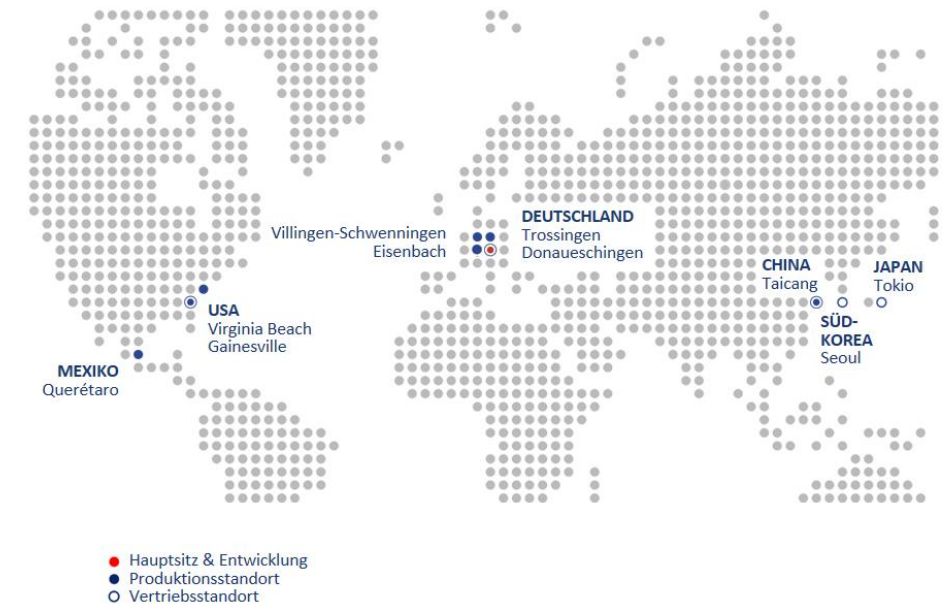 Villingen-Schwenningen
Eisenbach
DEUTSCHLAND
Trossingen
Donaueschingen
CHINA
Taicang
JAPAN
Tokio
SÜD-
KOREA
Seoul
USA
Virginia Beach
Gainesville
MEXIKO
Querétaro
Hauptsitz & Entwicklung
Produktionsstandort
Vertriebsstandort